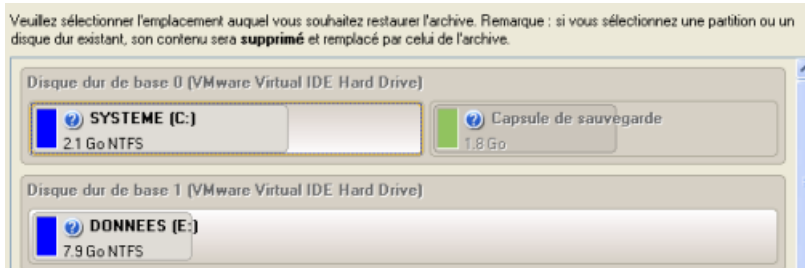 Veuillez sélectionner l'emplacement auquel vous souhaitez restaurer l'archive. Remarque : si vous sélectionnez une partition ou un
disque dur existant, son contenu sera supprimé et remplacé par celui de l'archive.
Disque dur de base 0 (VMware Virtual IDE Hard Drive)
SYSTEME (C:)
2.1 Go NTFS
Capsule de sauvegarde
1.8 Go
Disque dur de base 1 (VMware Virtual IDE Hard Drive)
DONNEES (E:)
7.9 Go NTFS